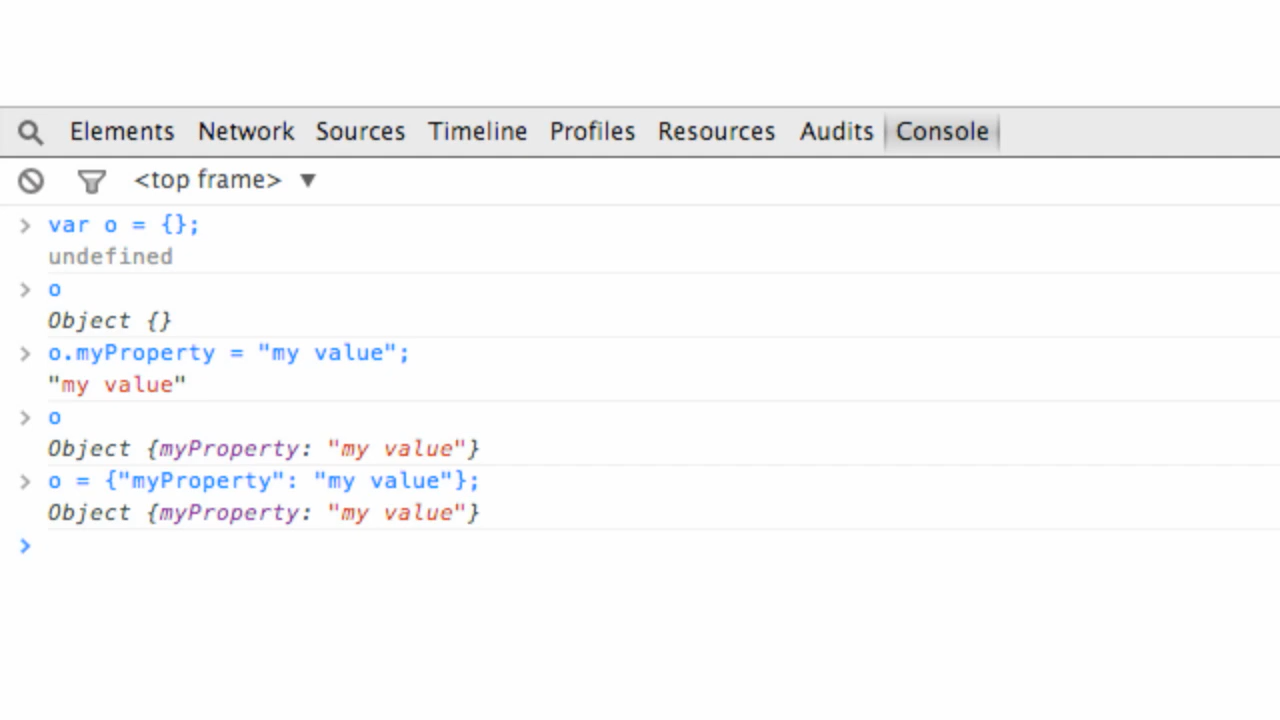 Elements Network Sources Timeline Profiles Resources Audits Console
<top frame> ▼
> var o = {};
undefined
> o
Object {}
> o.myProperty = "my value";
"my value"
> o
Object {myProperty: "my value"}
> o = {"myProperty": "my value"};
Object {myProperty: "my value"}
>